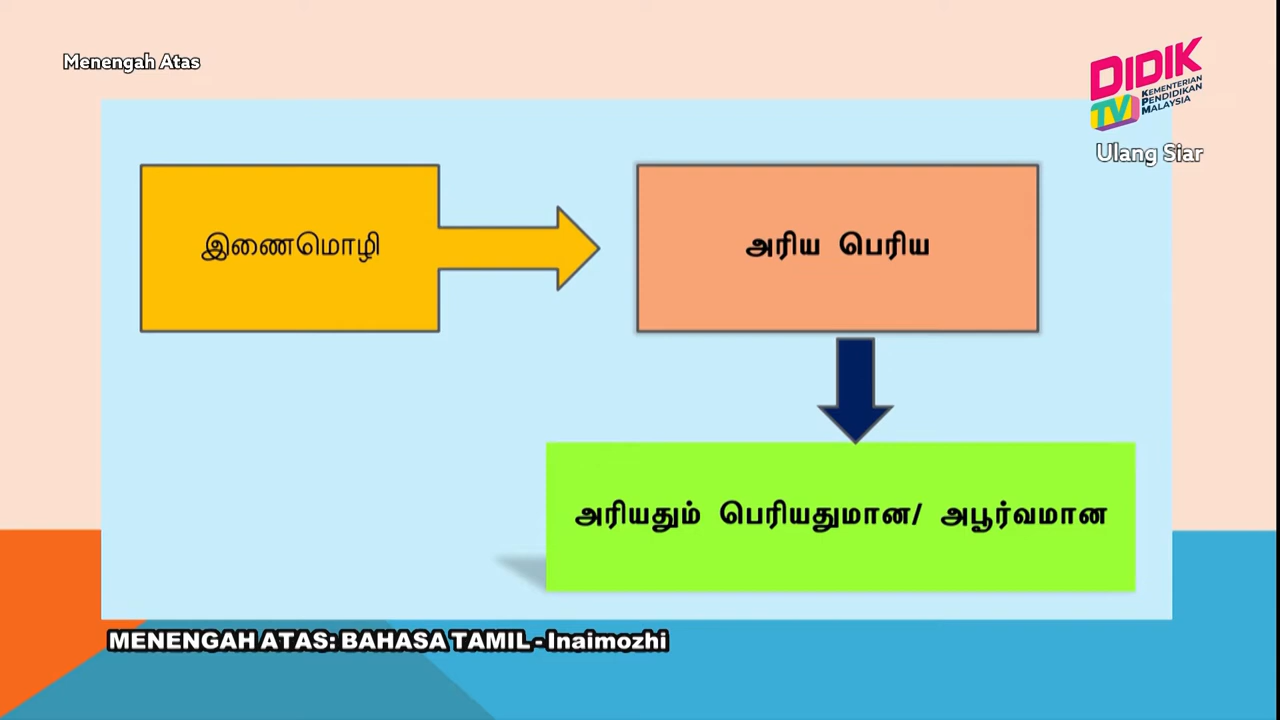 Menengah Atas
DIDIK
TV
KEMENTERIAN
PENDIDIKAN
MALAYSIA
Ulang Siar
இணைமொழி
அரிய பெரிய
அரியதும் பெரியதுமான/ அபூர்வமான
MENENGAH ATAS: BAHASA TAMIL - Inaimozhi